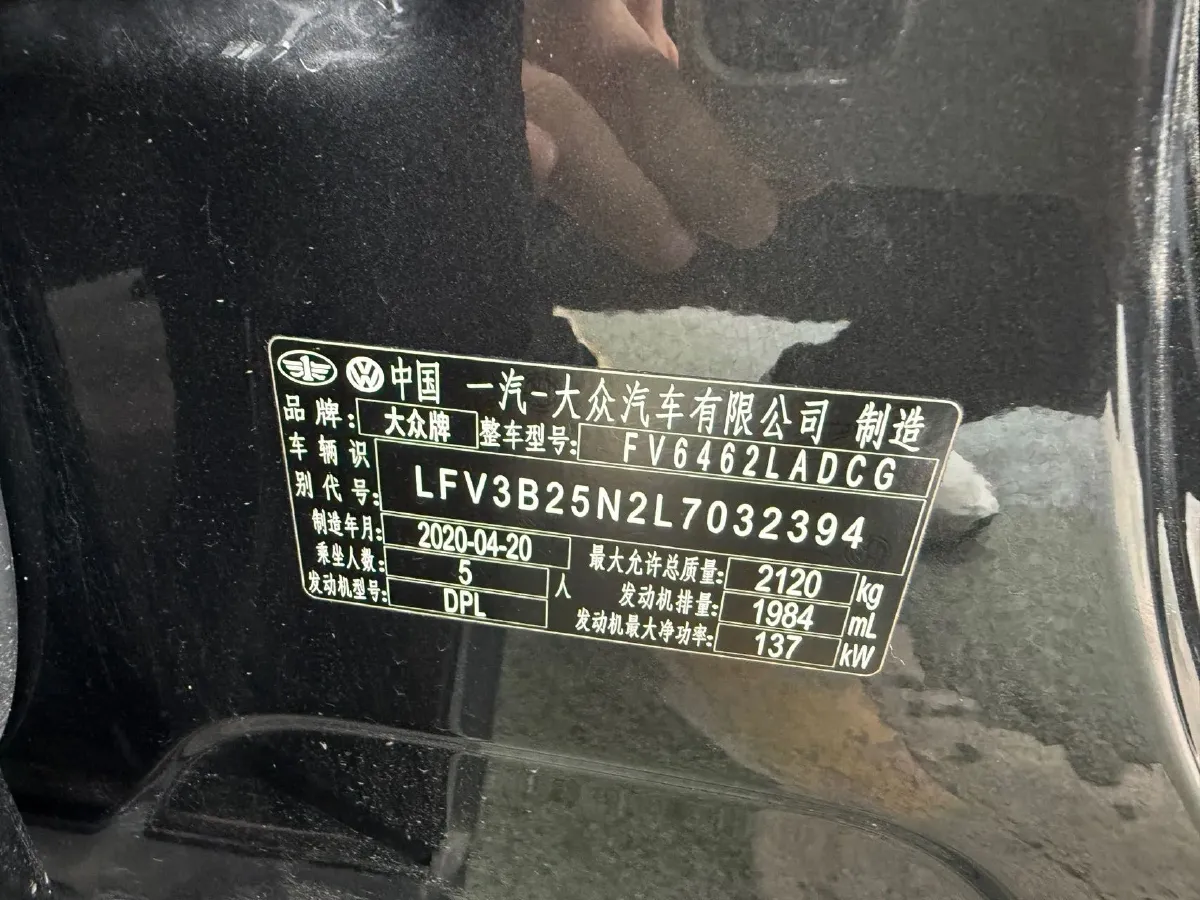 中国 一汽-大众汽车有限公司 制造
品牌: 大众牌 整车型号: FV6462LADCG
车辆识别代号: LFV3B25N2L7032394
制造年月: 2020-04-20 最大允许总质量: 2120 kg
乘坐人数: 5 人 发动机排量: 1984 mL
发动机型号: DPL 发动机最大净功率: 137 kW